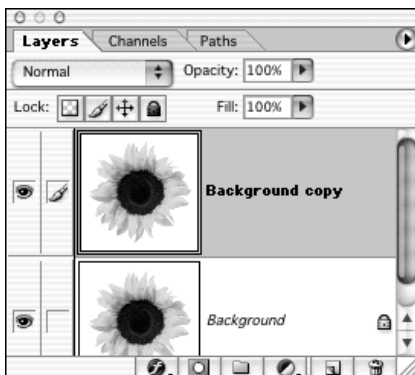 Layers Channels Paths
Normal Opacity: 100%
Lock: Fill: 100%
Background copy
Background